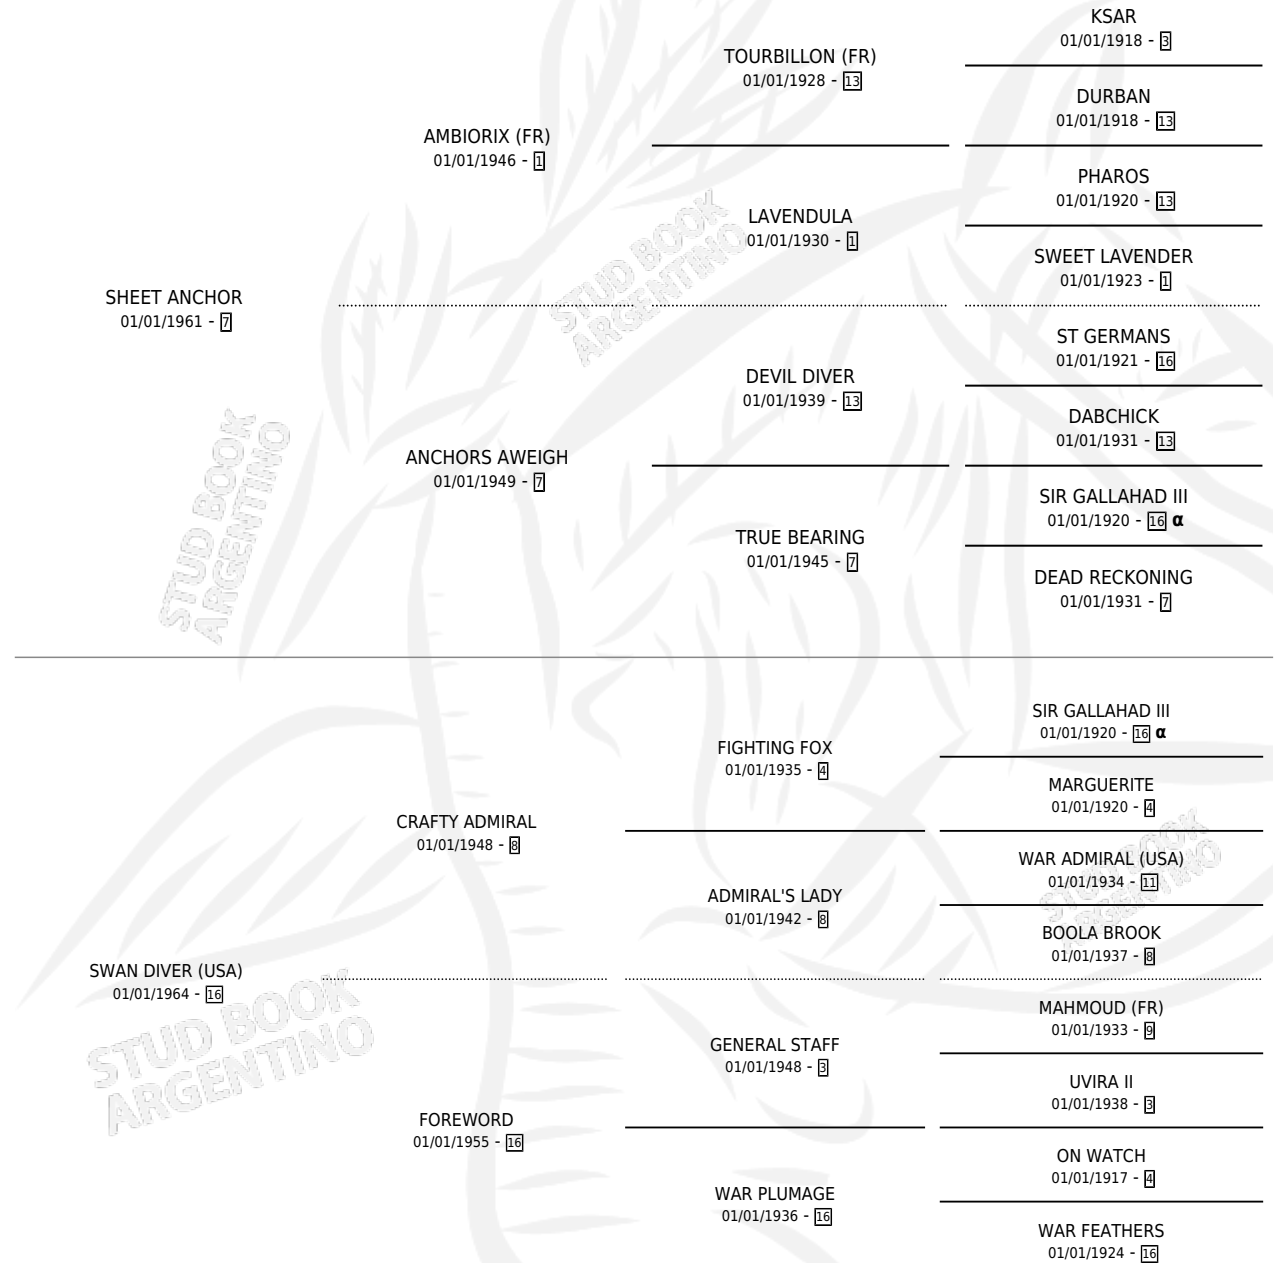 KSAR
01/01/1918 - 3
TOURBILLON (FR)
01/01/1928 - 13
DURBAN
01/01/1918 - 13
AMBIORIX (FR)
01/01/1946 - 1
PHAROS
01/01/1920 - 13
LAVENDULA
01/01/1930 - 1
SWEET LAVENDER
01/01/1923 - 1
STUD BOOK
ARGENTINO
SHEET ANCHOR
01/01/1961 - 7
ST GERMANS
01/01/1921 - 16
DEVIL DIVER
01/01/1939 - 13
DABCHICK
01/01/1931 - 13
ANCHORS AWEIGH
01/01/1949 - 7
SIR GALLAHAD III
01/01/1920 - 16 α
TRUE BEARING
01/01/1945 - 7
DEAD RECKONING
01/01/1931 - 7
STUD BOOK
ARGENTINO
SIR GALLAHAD III
01/01/1920 - 16 α
FIGHTING FOX
01/01/1935 - 4
MARGUERITE
01/01/1920 - 4
CRAFTY ADMIRAL
01/01/1948 - 8
WAR ADMIRAL (USA)
01/01/1934 - 11
ADMIRAL'S LADY
01/01/1942 - 8
BOOLA BROOK
01/01/1937 - 8
STUD BOOK
ARGENTINO
SWAN DIVER (USA)
01/01/1964 - 16
MAHMOUD (FR)
01/01/1933 - 9
GENERAL STAFF
01/01/1948 - 3
UVIRA II
01/01/1938 - 3
FOREWORD
01/01/1955 - 16
ON WATCH
01/01/1917 - 4
WAR PLUMAGE
01/01/1936 - 16
WAR FEATHERS
01/01/1924 - 16
STUD BOOK
ARGENTINO